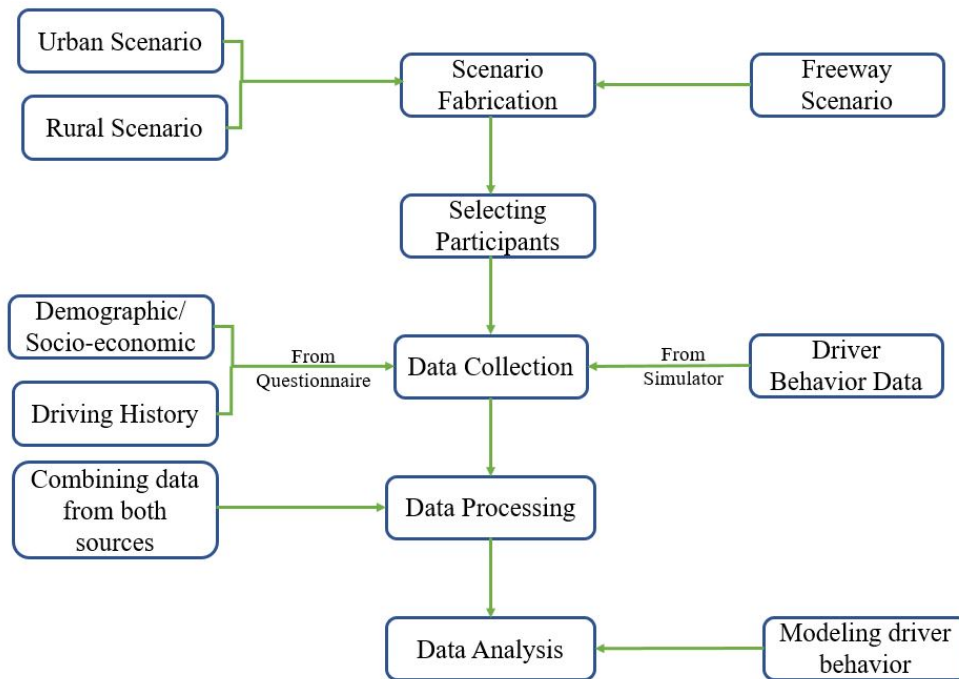 Urban Scenario
Scenario
Fabrication
Freeway
Scenario
Rural Scenario
Selecting
Participants
Demographic/
Socio-economic
From
Questionnaire
Data Collection
From
Simulator
Driver
Behavior Data
Driving History
Combining data
from both
sources
Data Processing
Data Analysis
Modeling driver
behavior